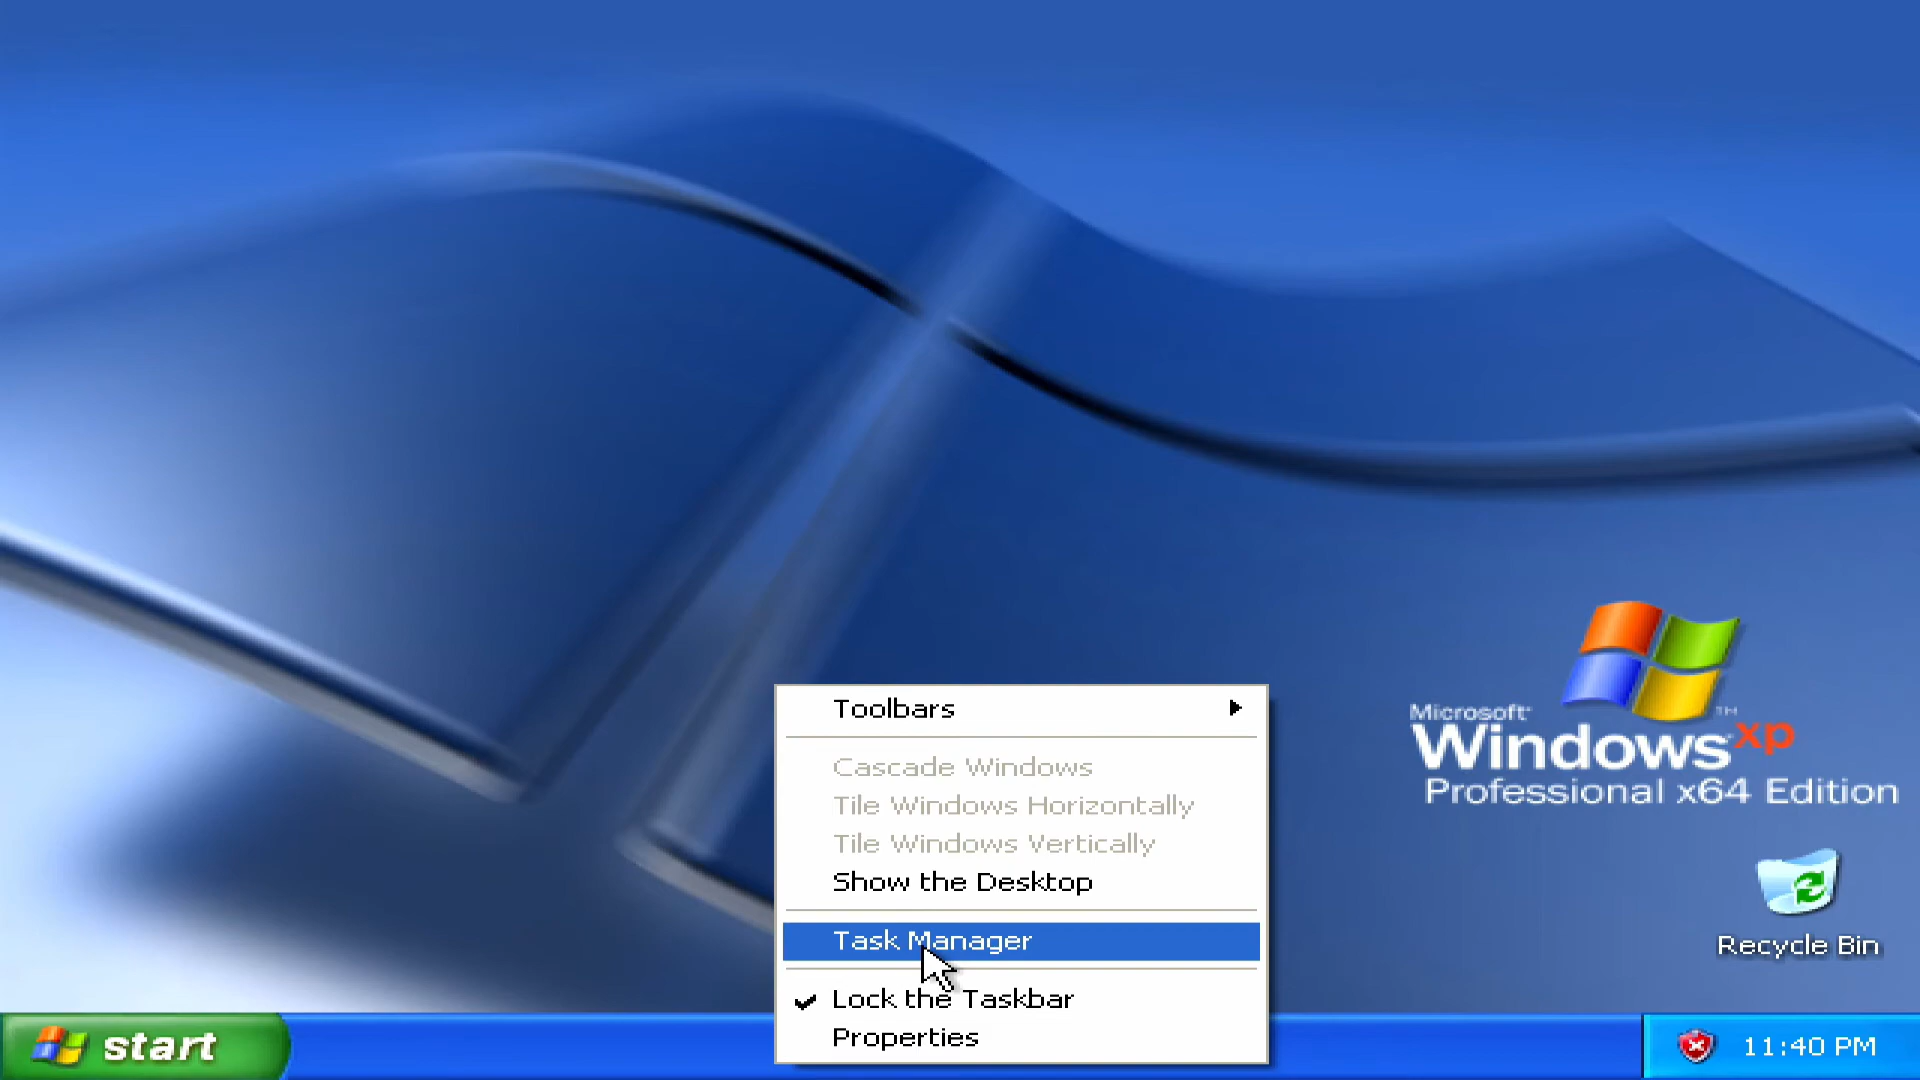 Toolbars
Cascade Windows
Tile Windows Horizontally
Tile Windows Vertically
Show the Desktop
Task Manager
Lock the Taskbar
Properties
Microsoft®
Windows xp ™
Professional x64 Edition
Recycle Bin
start
11:40 PM